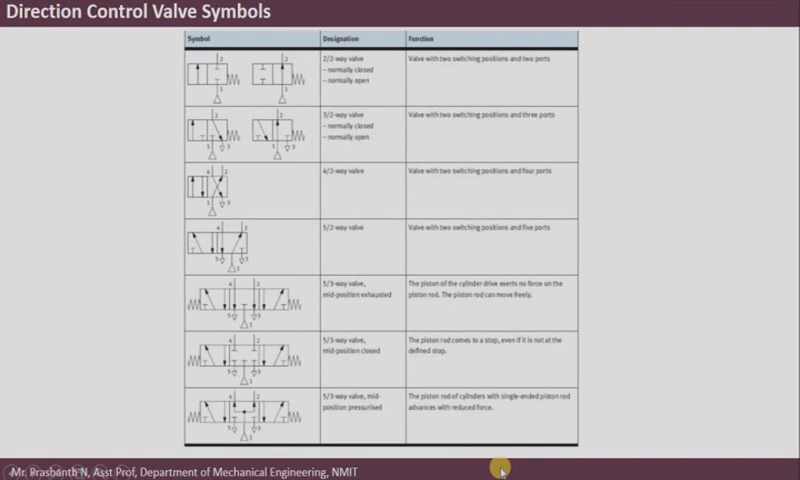 Direction Control Valve Symbols
Symbol Designation Function
2/2-way valve
– normally closed
– normally open
Valve with two switching positions and two ports
3/2-way valve
– normally closed
– normally open
Valve with two switching positions and three ports
4/2-way valve
Valve with two switching positions and four ports
5/2-way valve
Valve with two switching positions and five ports
5/3-way valve,
mid-position exhausted
The piston of the cylinder drive exerts no force on the
piston rod. The piston rod can move freely.
5/3-way valve,
mid-position closed
The piston rod comes to a stop, even if it is not at the
defined stop.
5/3-way valve, mid-
position pressurised
The piston rod of cylinders with single-ended piston rod
advances with reduced force.
Mr. Prashanth N, Asst Prof, Department of Mechanical Engineering, NMIT